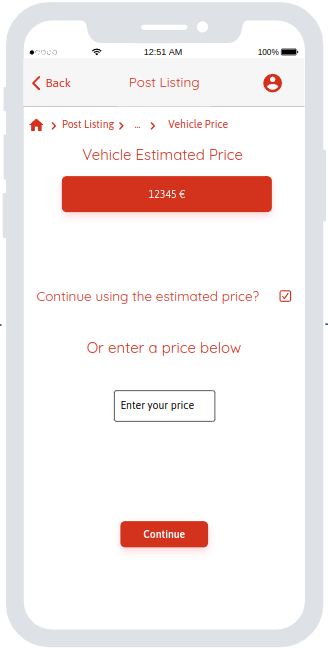 12:51 AM 100%
Back Post Listing
Post Listing ... Vehicle Price
Vehicle Estimated Price
12345 €
Continue using the estimated price?
Or enter a price below
Enter your price
Continue